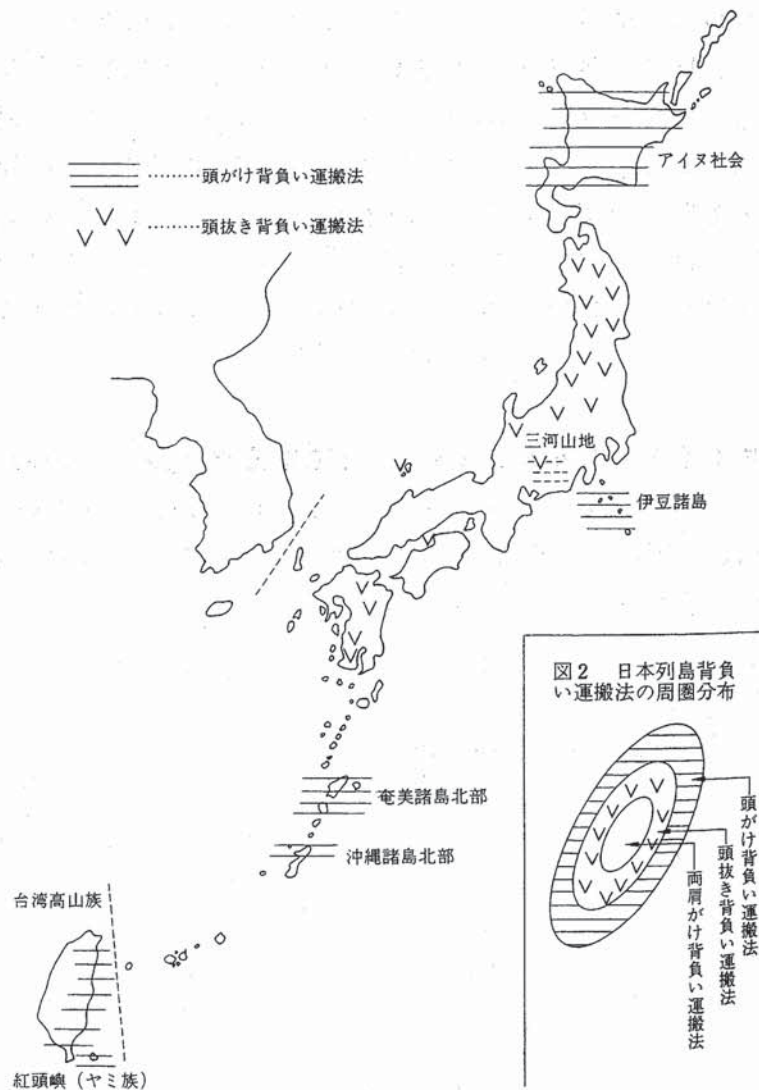 アイヌ社会
………頭がけ背負い運搬法
………頭抜き背負い運搬法
三河山地
伊豆諸島
図2 日本列島背負
い運搬法の周圏分布
頭がけ背負い運搬法
頭抜き背負い運搬法
両肩がけ背負い運搬法
奄美諸島北部
沖縄諸島北部
台湾高山族
紅頭嶼(ヤミ族)